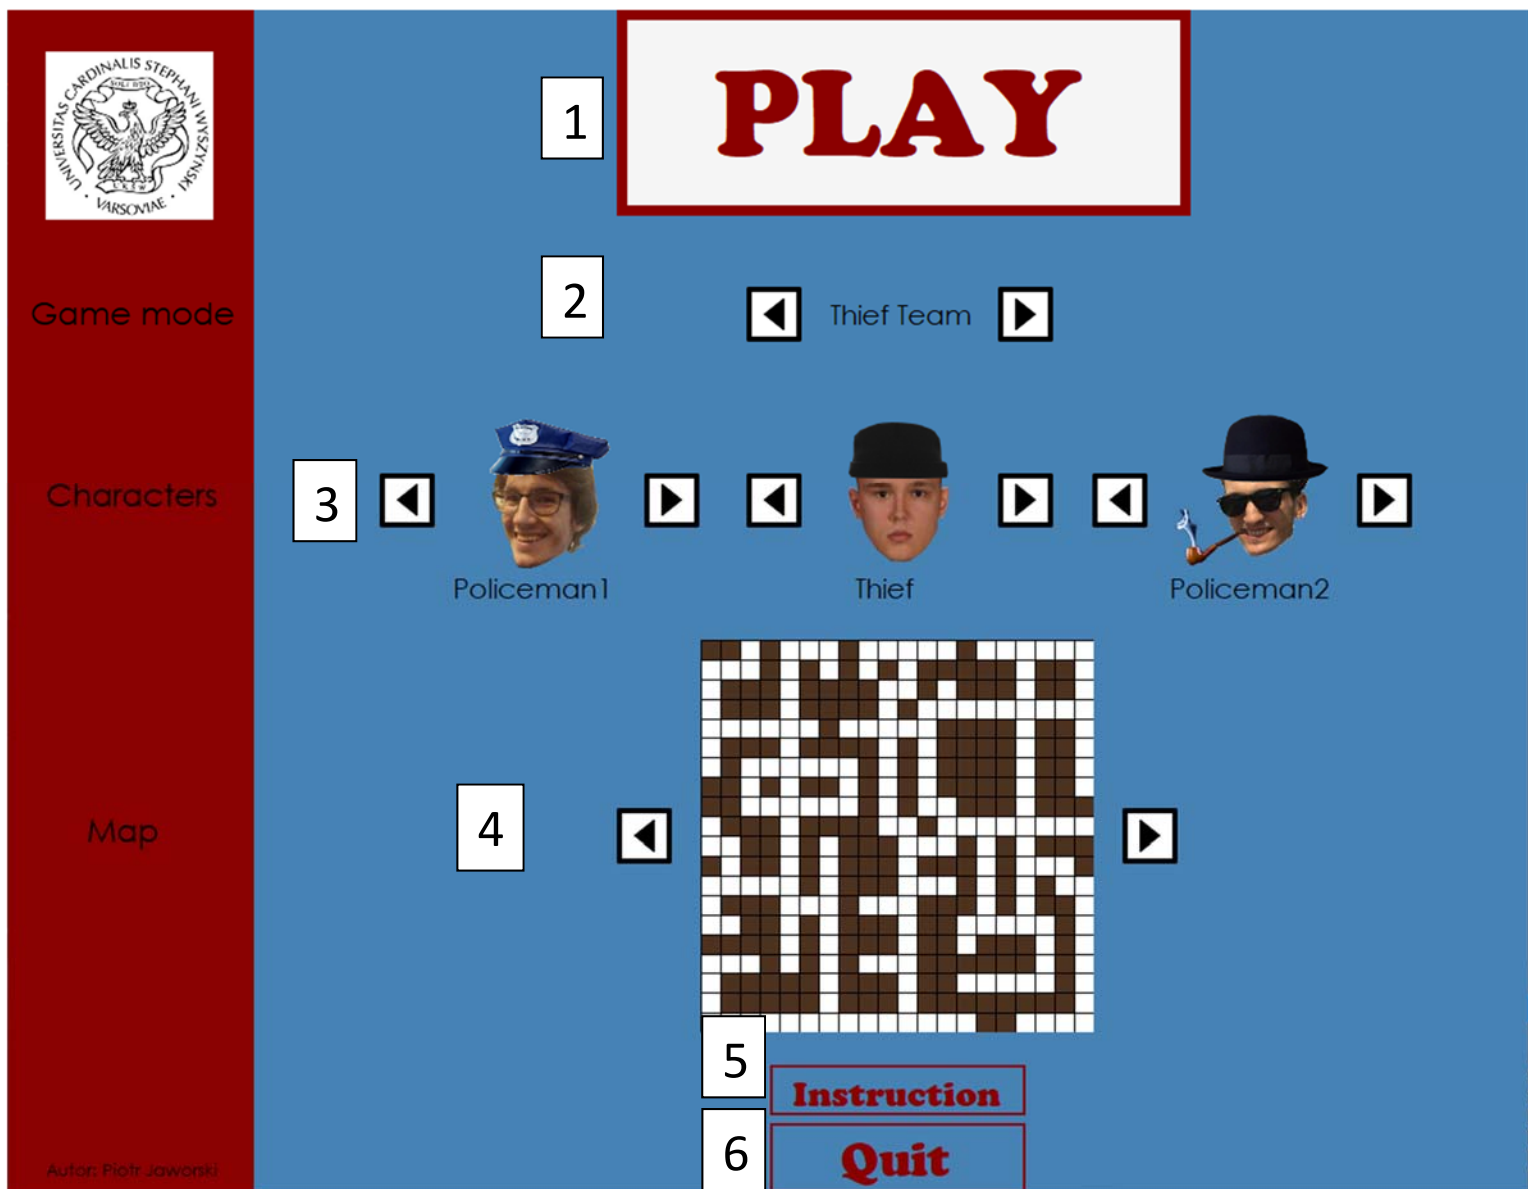 UNIVERSITAS CARDINALIS STEPHANI WYSZYŃSKI
VARSOVIAE
1
PLAY
Game mode
2
Thief Team
Characters
3
Policeman1
Thief
Policeman2
Map
4
5
Instruction
6
Quit
Autor: Piotr Jaworski